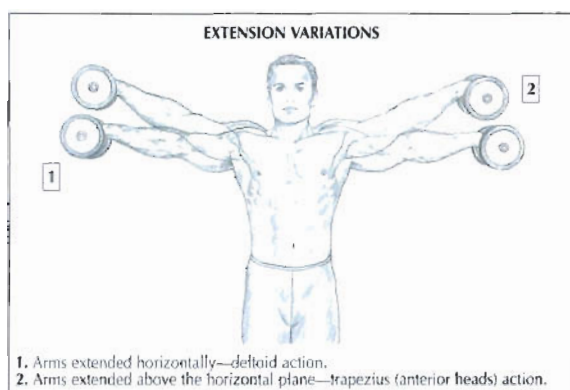 EXTENSION VARIATIONS
2
1
1. Arms extended horizontally—deltoid action.
2. Arms extended above the horizontal plane—trapezius (anterior heads) action.